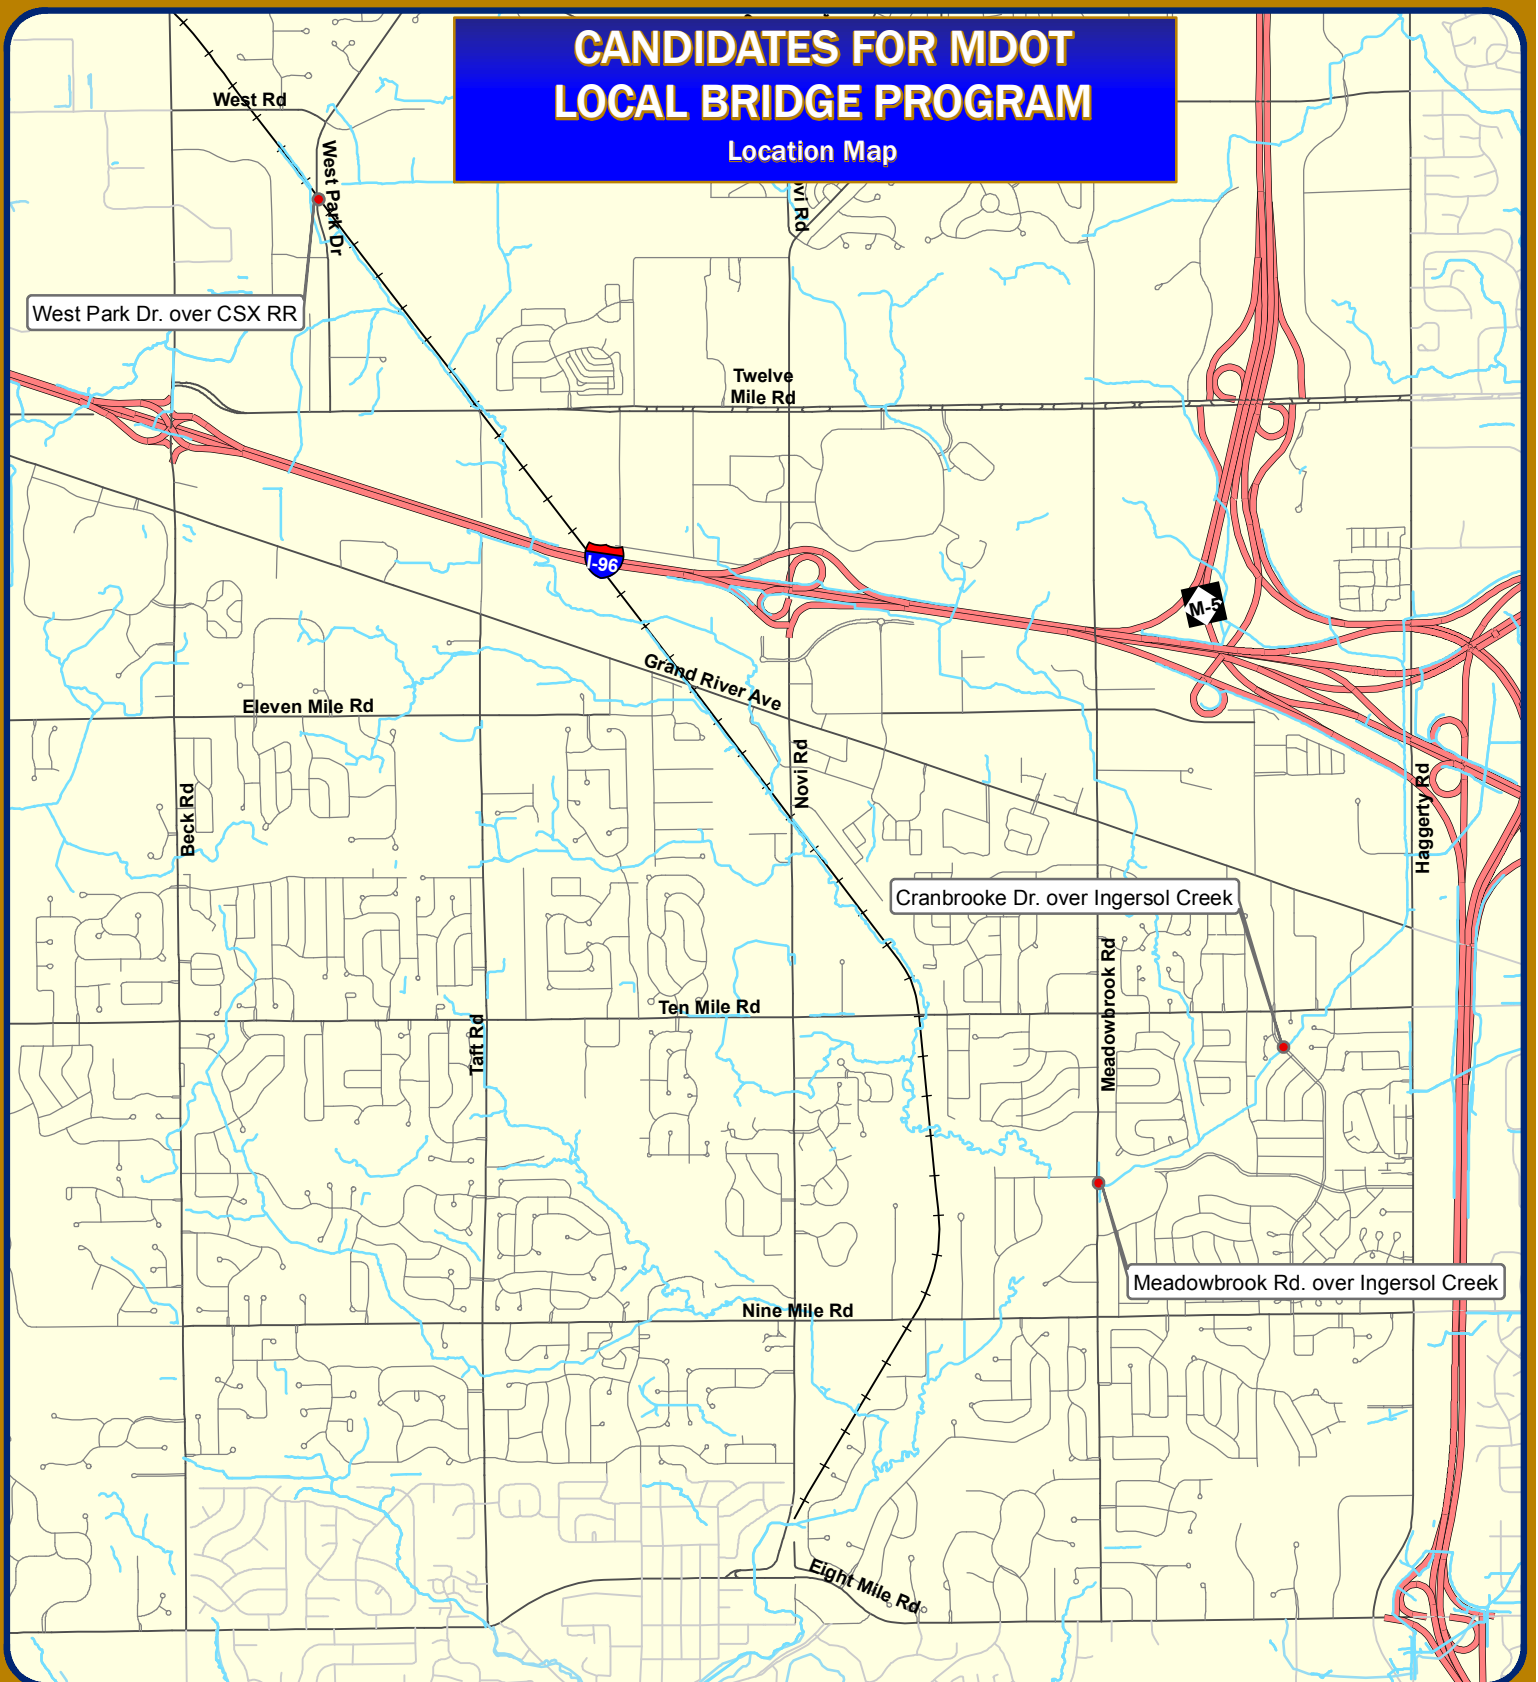 CANDIDATES FOR MDOT
LOCAL BRIDGE PROGRAM
Location Map
West Rd
West Park Dr
West Park Dr. over CSX RR
Twelve
Mile Rd
I-96
M-5
Grand River Ave
Eleven Mile Rd
Novi Rd
Beck Rd
Haggerty Rd
Cranbrooke Dr. over Ingersol Creek
Meadowbrook Rd
Ten Mile Rd
Taft Rd
Meadowbrook Rd. over Ingersol Creek
Nine Mile Rd
Eight Mile Rd